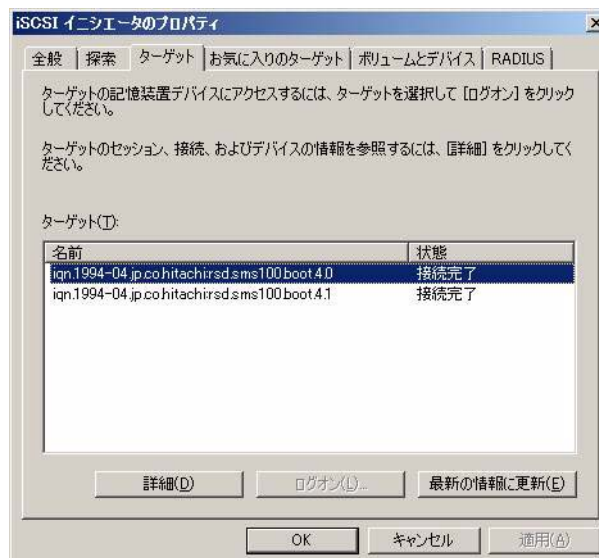 iSCSI イニシエータのプロパティ
全般
探索
ターゲット
お気に入りのターゲット
ボリュームとデバイス
RADIUS
ターゲットの記憶装置デバイスにアクセスするには、ターゲットを選択して [ログオン] をクリック
してください。
ターゲットのセッション、接続、およびデバイスの情報を参照するには、[詳細] をクリックしてく
ださい。
ターゲット(T):
名前 状態
iqn.1994-04.jp.co.hitachi:rsd.sms100.boot.4.0 接続完了
iqn.1994-04.jp.co.hitachi:rsd.sms100.boot.4.1 接続完了
詳細(D)
ログオン(L)...
最新の情報に更新(E)
OK
キャンセル
適用(A)